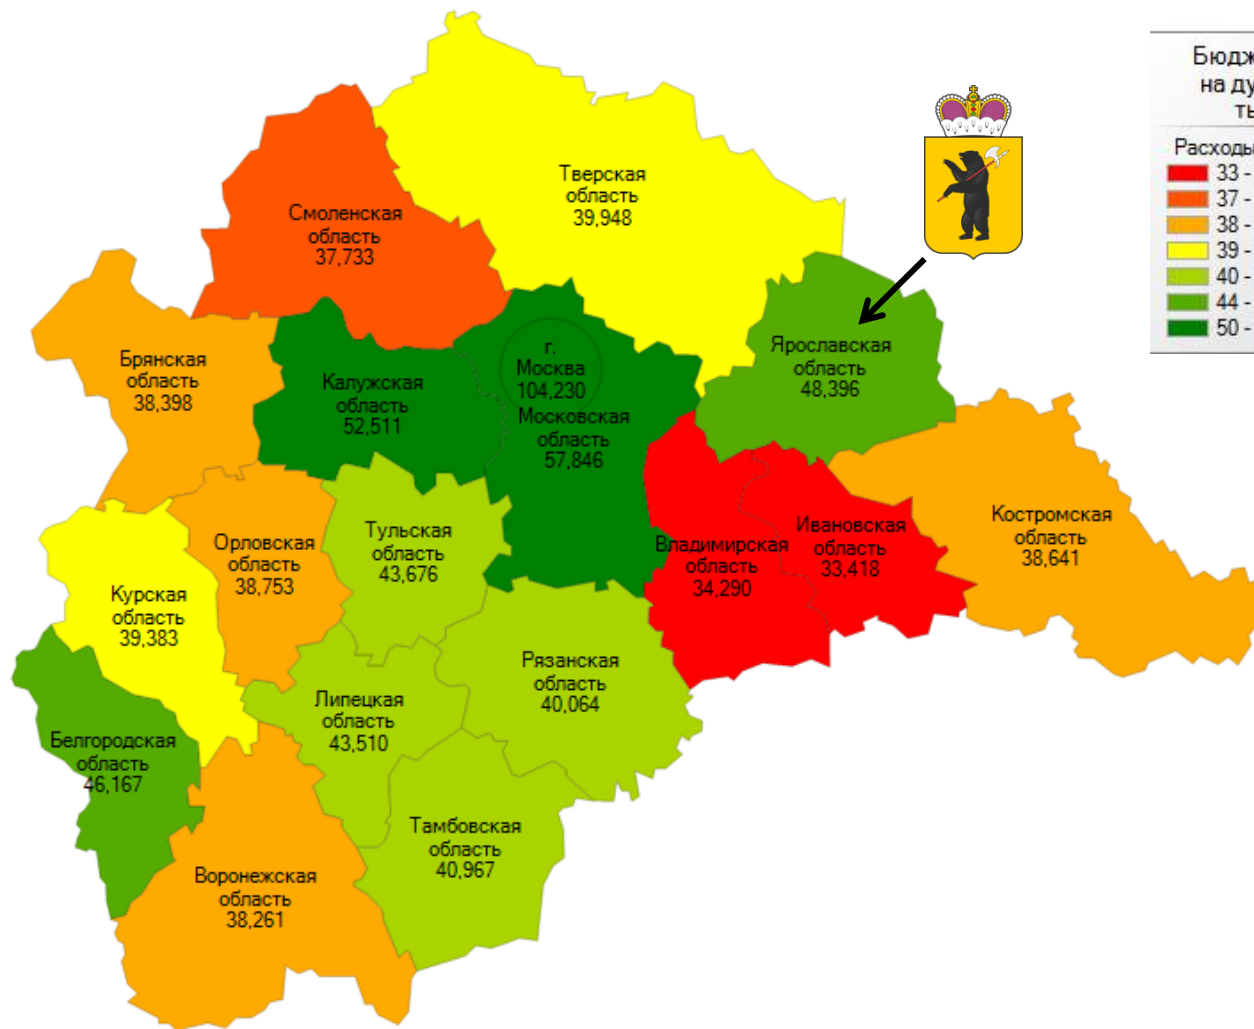 Тверская
область
39,948
Смоленская
область
37,733
Брянская
область
38,398
Калужская
область
52,511
г.
Москва
104,230
Московская
область
57,846
Ярославская
область
48,396
Костромская
область
38,641
Ивановская
область
33,418
Владимирская
область
34,290
Тульская
область
43,676
Орловская
область
38,753
Курская
область
39,383
Рязанская
область
40,064
Липецкая
область
43,510
Белгородская
область
46,167
Тамбовская
область
40,967
Воронежская
область
38,261
Бюдж
на ду
ты
Расходы
33 -
37 -
38 -
39 -
40 -
44 -
50 -